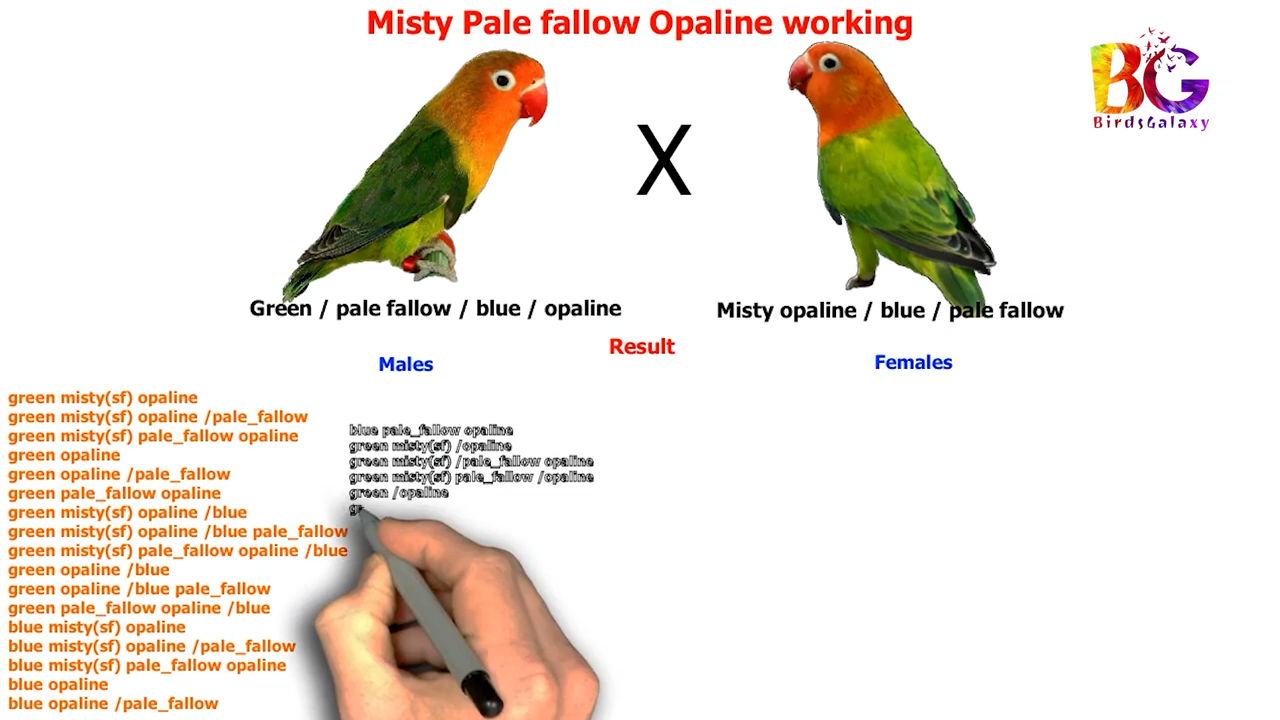 Misty Pale fallow Opaline working
BG
BirdsGalaxy
X
Green / pale fallow / blue / opaline
Misty opaline / blue / pale fallow
Result
Males
Females
green misty(sf) opaline
green misty(sf) opaline /pale_fallow
green misty(sf) pale_fallow opaline
green opaline
green opaline /pale_fallow
green pale_fallow opaline
green misty(sf) opaline /blue
green misty(sf) opaline /blue pale_fallow
green misty(sf) pale_fallow opaline /blue
green opaline /blue
green opaline /blue pale_fallow
green pale_fallow opaline /blue
blue misty(sf) opaline
blue misty(sf) opaline /pale_fallow
blue misty(sf) pale_fallow opaline
blue opaline
blue opaline /pale_fallow
blue pale_fallow opaline
green misty(sf) /opaline
green misty(sf) /pale_fallow opaline
green misty(sf) pale_fallow /opaline
green /opaline